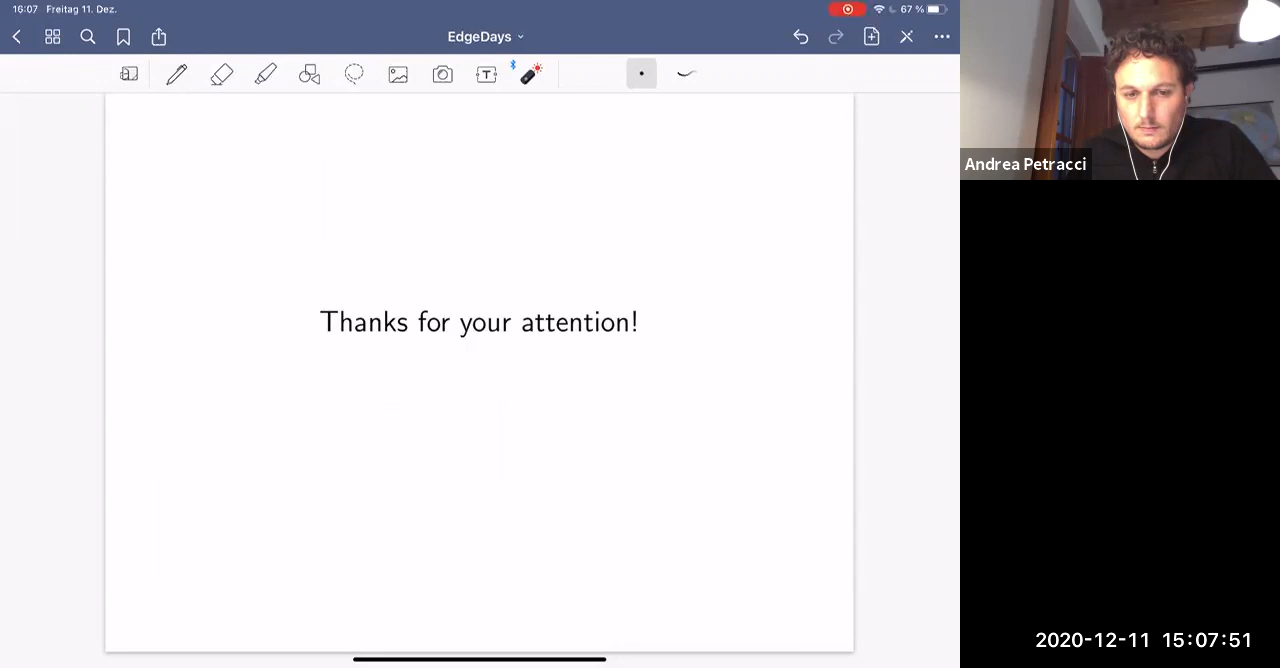 16:07 Freitag 11. Dez.
67 %
EdgeDays
T
Thanks for your attention!
Andrea Petracci
2020-12-11 15:07:51